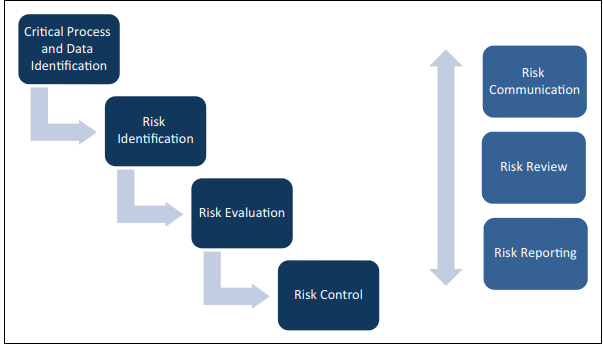 Critical Process
and Data
Identification
Risk
Identification
Risk Evaluation
Risk Control
Risk
Communication
Risk Review
Risk Reporting